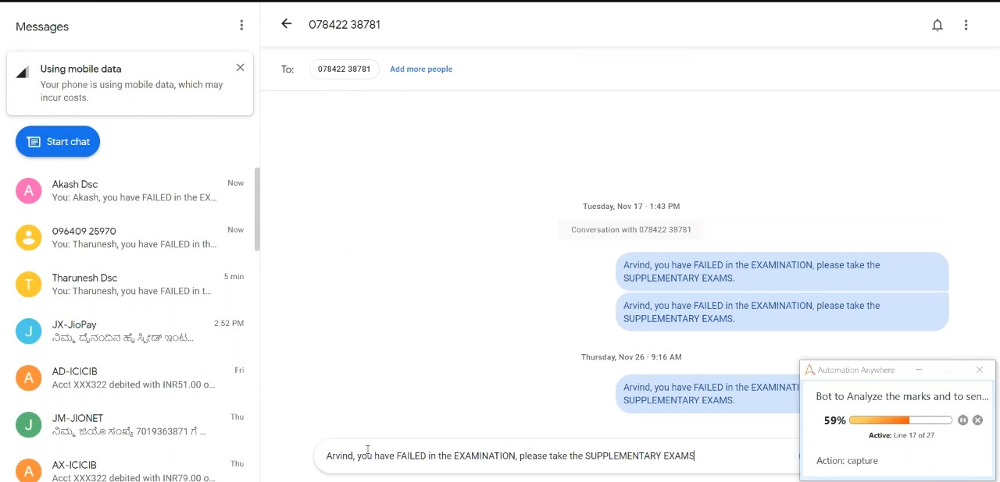 Messages
Using mobile data
Your phone is using mobile data, which may
incur costs.
Start chat
A
Akash Dsc
Now
You: Akash, you have FAILED in the EX...
096409 25970
Now
You: Tharunesh, you have FAILED in th...
T
Tharunesh Dsc
5 min
You: Tharunesh, you have FAILED in t...
J
JX-JioPay
2:52 PM
ನಿಮ್ಮ ದೈನಂದಿನ ಹೈ ಸ್ಪೀಡ್ ಇಂಟ...
A
AD-ICICIB
Fri
Acct XXX322 debited with INR51.00 o...
J
JM-JIONET
Thu
ನಿಮ್ಮ ಜಿಯೊ ಸಂಖ್ಯೆ 7019363871 ಗೆ ...
A
AX-ICICIB
Thu
Acct XXX322 debited with INR79.00 o...
078422 38781
To:
078422 38781
Add more people
Tuesday, Nov 17 · 1:43 PM
Conversation with 078422 38781
Arvind, you have FAILED in the EXAMINATION, please take the
SUPPLEMENTARY EXAMS.
Arvind, you have FAILED in the EXAMINATION, please take the
SUPPLEMENTARY EXAMS.
Thursday, Nov 26 · 9:16 AM
Arvind, you have FAILED in the EXAMINATI
SUPPLEMENTARY EXAMS.
Arvind, you have FAILED in the EXAMINATION, please take the SUPPLEMENTARY EXAMS
Automation Anywhere
Bot to Analyze the marks and to sen...
59%
Active: Line 17 of 27
Action: capture